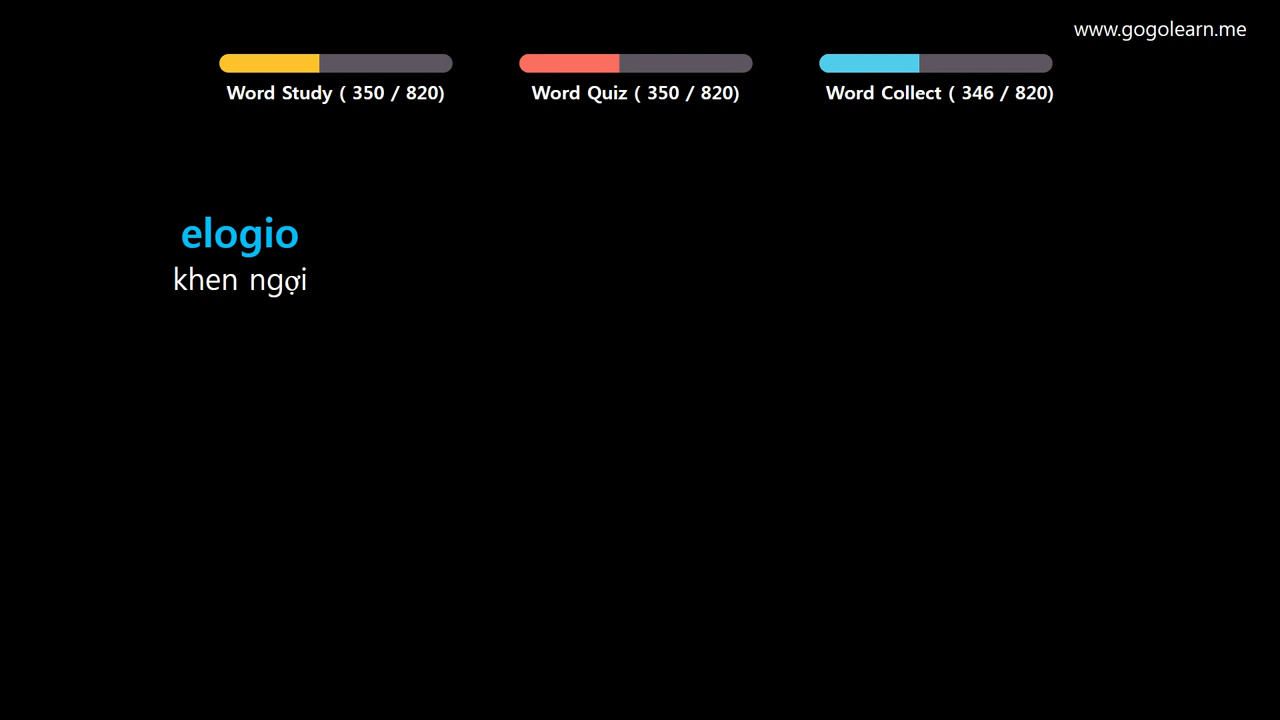 www.gogolearn.me
Word Study ( 350 / 820)
Word Quiz ( 350 / 820)
Word Collect ( 346 / 820)
elogio
khen ngợi